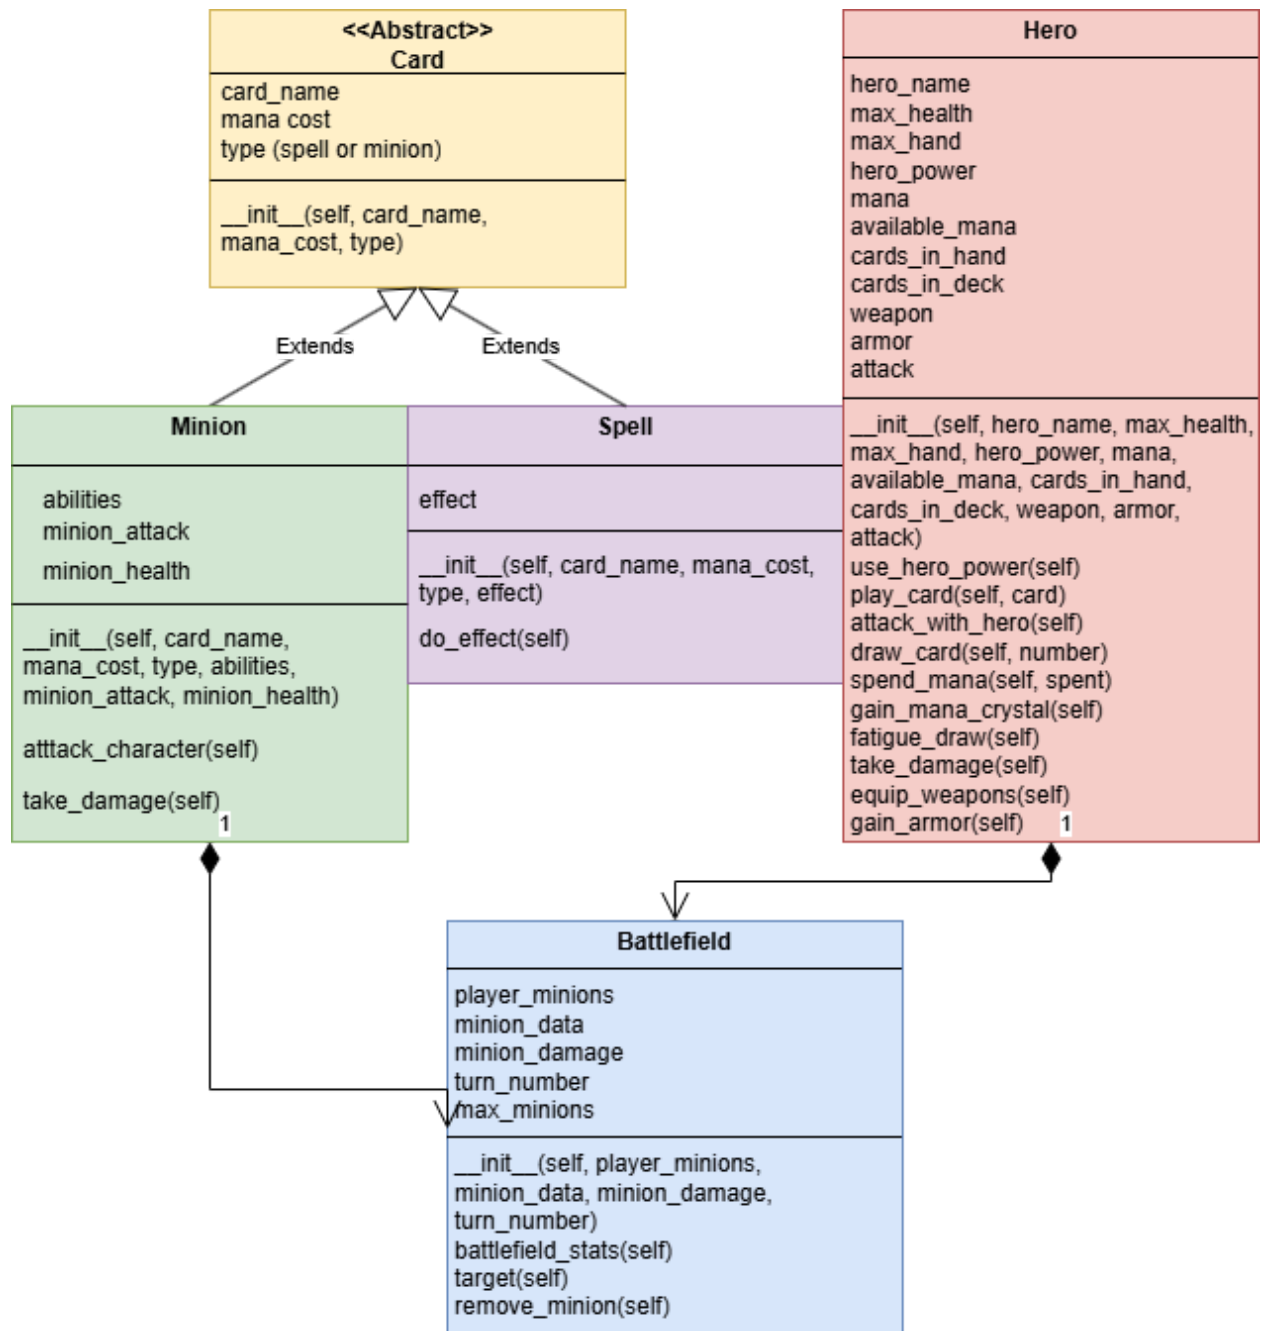 <<Abstract>>
Card
card_name
mana cost
type (spell or minion)
__init__(self, card_name,
mana_cost, type)
Hero
hero_name
max_health
max_hand
hero_power
mana
available_mana
cards_in_hand
cards_in_deck
weapon
armor
attack
__init__(self, hero_name, max_health,
max_hand, hero_power, mana,
available_mana, cards_in_hand,
cards_in_deck, weapon, armor,
attack)
use_hero_power(self)
play_card(self, card)
attack_with_hero(self)
draw_card(self, number)
spend_mana(self, spent)
gain_mana_crystal(self)
fatigue_draw(self)
take_damage(self)
equip_weapons(self)
gain_armor(self)
1
Extends
Extends
Minion
abilities
minion_attack
minion_health
__init__(self, card_name,
mana_cost, type, abilities,
minion_attack, minion_health)
atttack_character(self)
take_damage(self)
1
Spell
effect
__init__(self, card_name, mana_cost,
type, effect)
do_effect(self)
Battlefield
player_minions
minion_data
minion_damage
turn_number
max_minions
__init__(self, player_minions,
minion_data, minion_damage,
turn_number)
battlefield_stats(self)
target(self)
remove_minion(self)